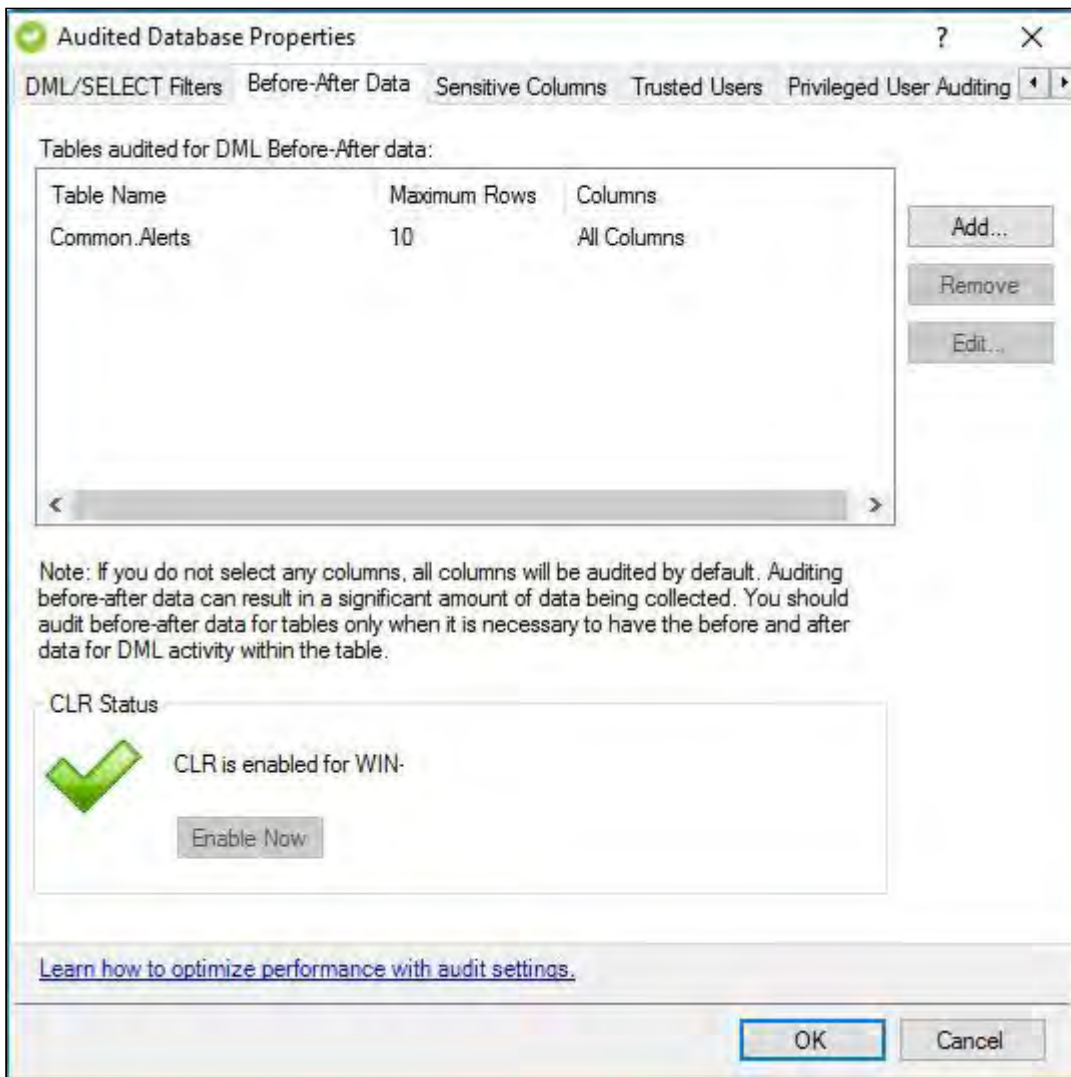 Audited Database Properties
?
DML/SELECT Filters Before-After Data Sensitive Columns Trusted Users Privileged User Auditing
Tables audited for DML Before-After data:
Table Name Maximum Rows Columns
Common.Alerts 10 All Columns
Add...
Remove
Edit...
Note: If you do not select any columns, all columns will be audited by default. Auditing
before-after data can result in a significant amount of data being collected. You should
audit before-after data for tables only when it is necessary to have the before and after
data for DML activity within the table.
CLR Status
CLR is enabled for WIN-
Enable Now
Learn how to optimize performance with audit settings.
OK Cancel